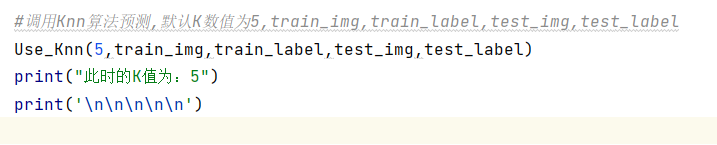 #调用Knn算法预测,默认K数值为5,train_img,train_label,test_img,test_label
Use_Knn(5,train_img,train_label,test_img,test_label)
print("此时的K值为：5")
print('\n\n\n\n\n')